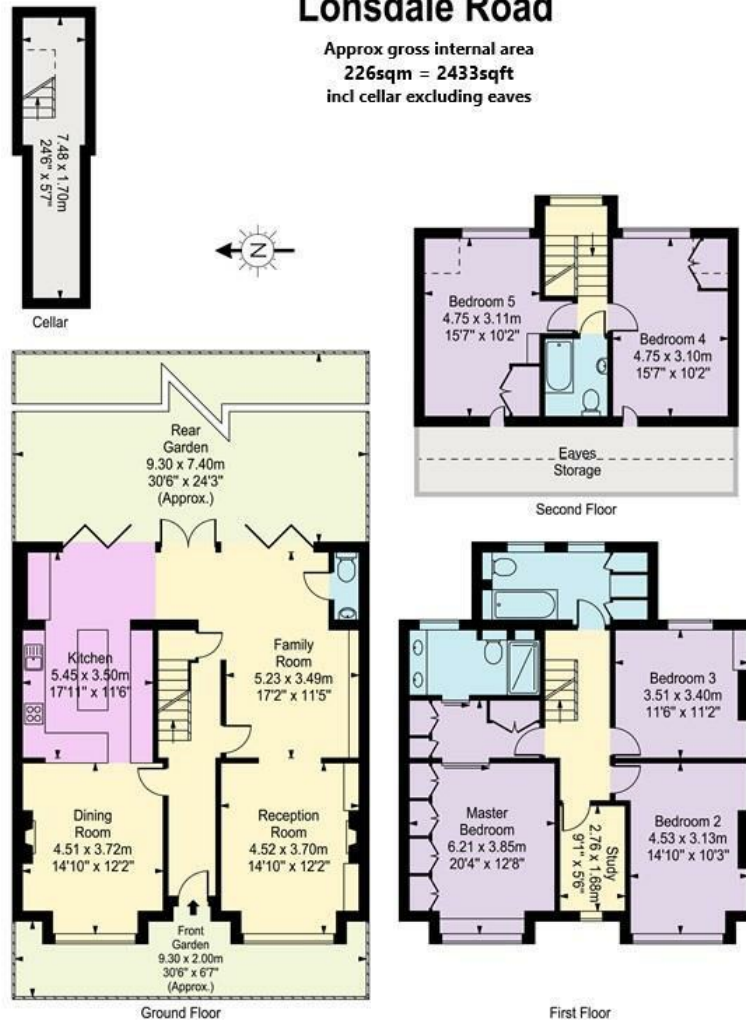 Lonsdale Road
Approx gross internal area
226sqm = 2433sqft
incl cellar excluding eaves
7.48 x 1.70m
24'6" x 5'7"
Cellar
N
Bedroom 5
4.75 x 3.11m
15'7" x 10'2"
Bedroom 4
4.75 x 3.10m
15'7" x 10'2"
Eaves
Storage
Second Floor
Rear
Garden
9.30 x 7.40m
30'6" x 24'3"
(Approx.)
Kitchen
5.45 x 3.50m
17'11" x 11'6"
Family
Room
5.23 x 3.49m
17'2" x 11'5"
Dining
Room
4.51 x 3.72m
14'10" x 12'2"
Reception
Room
4.52 x 3.70m
14'10" x 12'2"
Front
Garden
9.30 x 2.00m
30'6" x 6'7"
(Approx.)
Ground Floor
Bedroom 3
3.51 x 3.40m
11'6" x 11'2"
Master
Bedroom
6.21 x 3.85m
20'4" x 12'8"
Study
2.76 x 1.68m
9'1" x 5'6"
Bedroom 2
4.53 x 3.13m
14'10" x 10'3"
First Floor